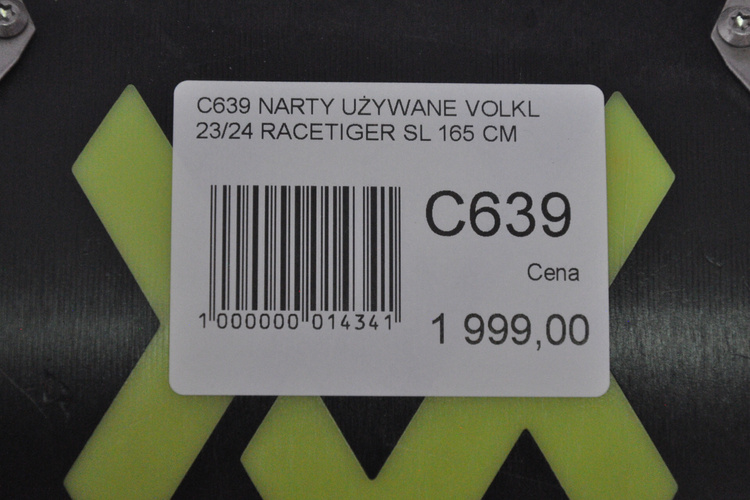 C639 NARTY UŻYWANE VOLKL
23/24 RACETIGER SL 165 CM
C639
Cena
1 999,00
1 000000 014341